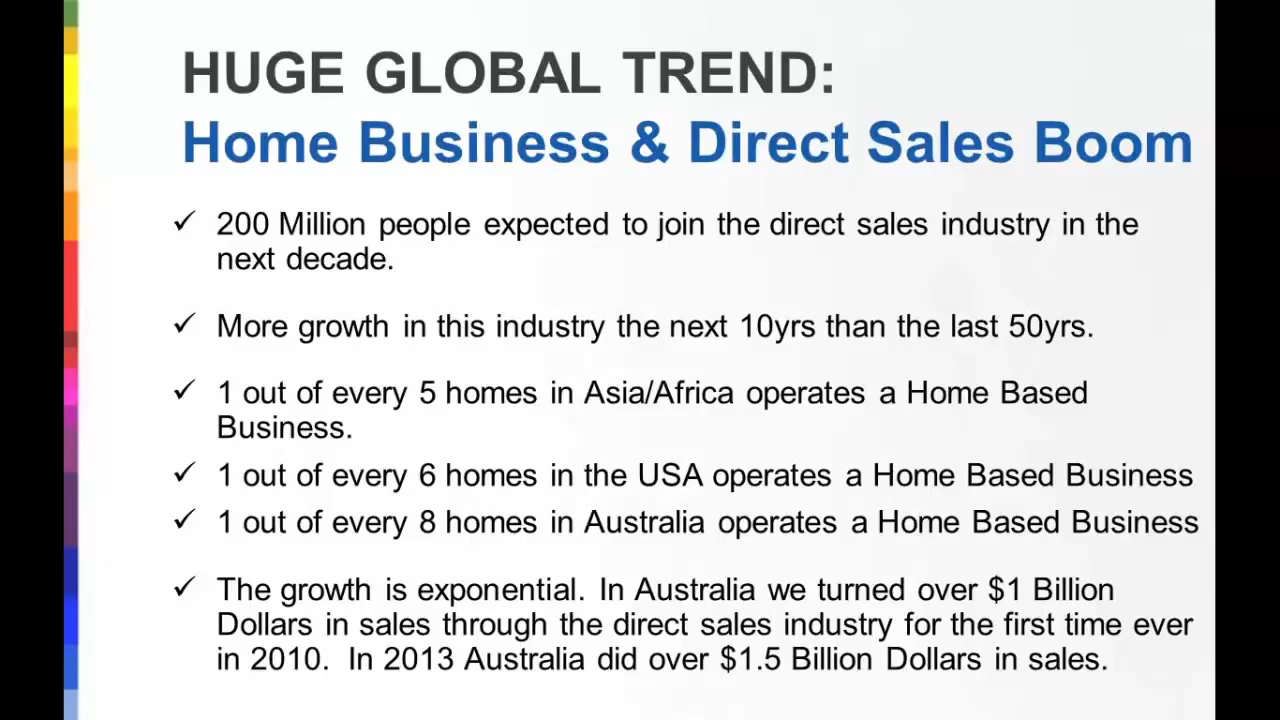 HUGE GLOBAL TREND:
Home Business & Direct Sales Boom
✓ 200 Million people expected to join the direct sales industry in the
next decade.
✓ More growth in this industry the next 10yrs than the last 50yrs.
✓ 1 out of every 5 homes in Asia/Africa operates a Home Based
Business.
✓ 1 out of every 6 homes in the USA operates a Home Based Business
✓ 1 out of every 8 homes in Australia operates a Home Based Business
✓ The growth is exponential. In Australia we turned over $1 Billion
Dollars in sales through the direct sales industry for the first time ever
in 2010. In 2013 Australia did over $1.5 Billion Dollars in sales.